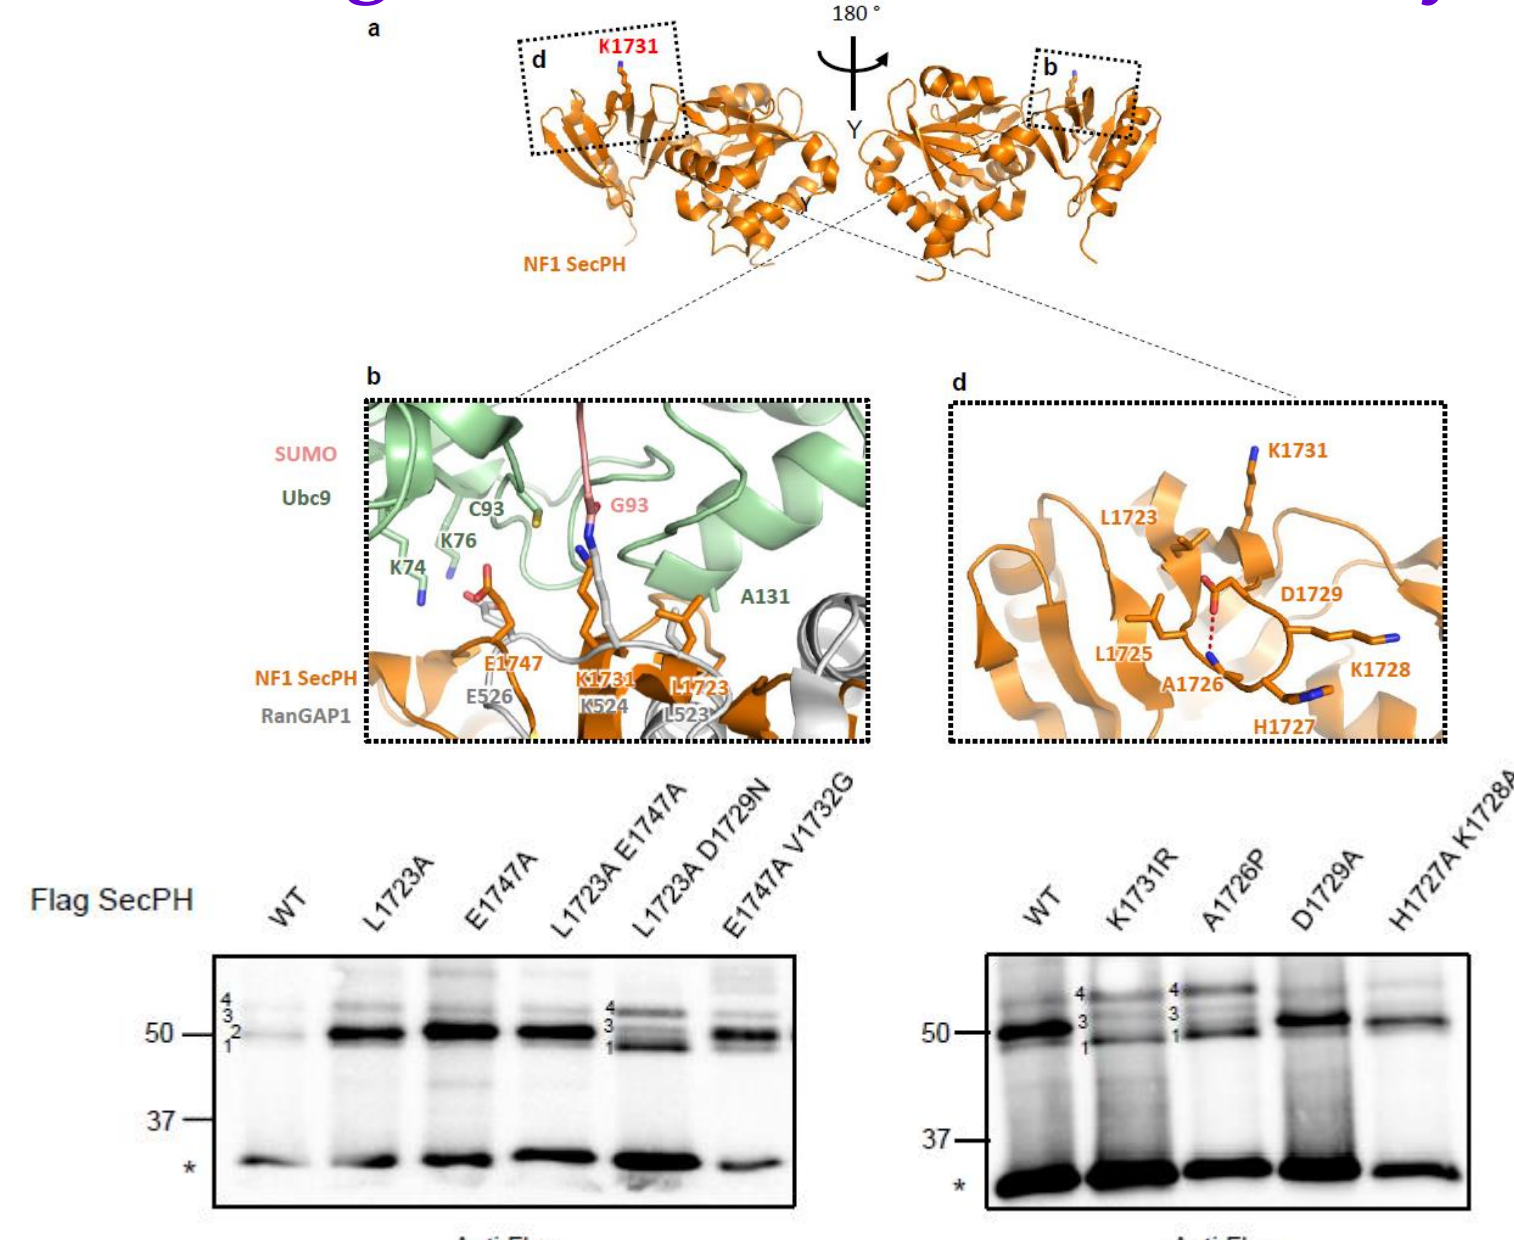 180 °
a
K1731
d
b
Y
Y
NF1 SecPH
b
d
SUMO
Ubc9
C93
G93
K76
K74
A131
NF1 SecPH
E1747
K1731
L1723
RanGAP1
E526
K524
L523
K1731
L1723
D1729
L1725
A1726
K1728
H1727
Flag SecPH
WT
L1723A
E1747A
L1723A E1747A
L1723A D1729N
E1747A V1732G
WT
K1731R
A1726P
D1729A
H1727A K1728A
4
3
2
1
4
3
1
50
37
*
4
3
1
4
3
1
50
37
*